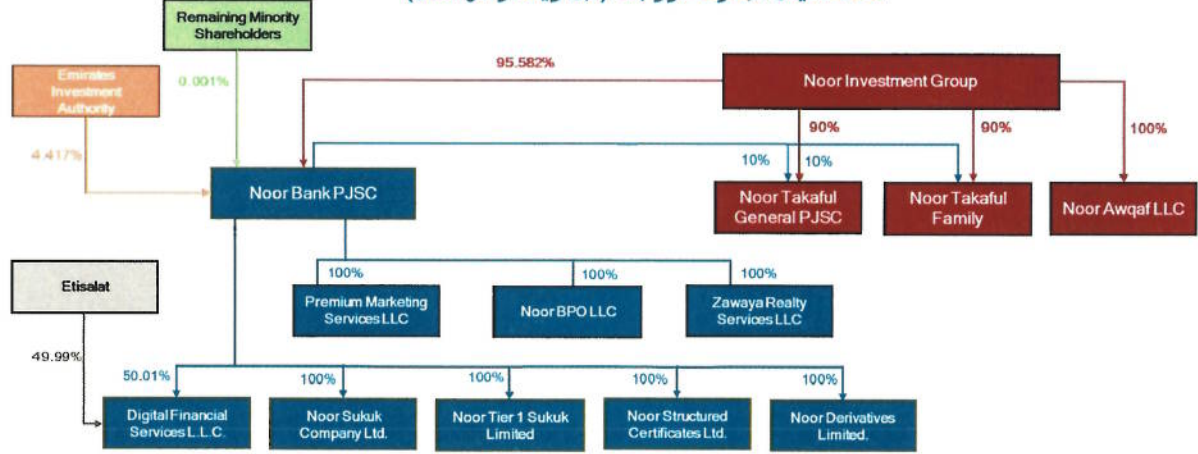 Remaining Minority
Shareholders
Emirates
Investment
Authority
0.001%
95.582%
Noor Investment Group
4.417%
90%
90%
100%
10%
10%
Noor Bank PJSC
Noor Takaful
General PJSC
Noor Takaful
Family
Noor Awqaf LLC
Etisalat
100%
100%
100%
Premium Marketing
Services LLC
Noor BPO LLC
Zawaya Realty
Services LLC
49.99%
50.01%
100%
100%
100%
100%
Digital Financial
Services L.L.C.
Noor Sukuk
Company Ltd.
Noor Tier 1 Sukuk
Limited
Noor Structured
Certificates Ltd.
Noor Derivatives
Limited.